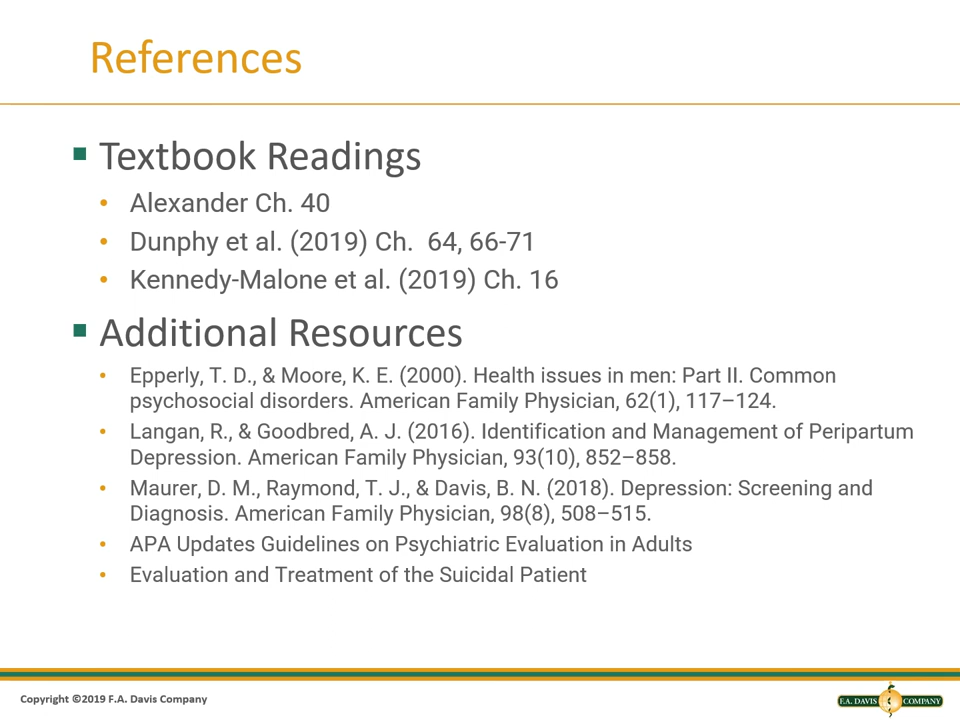 References
Textbook Readings
Alexander Ch. 40
Dunphy et al. (2019) Ch.  64, 66-71
Kennedy-Malone et al. (2019) Ch. 16
Additional Resources
Epperly, T. D., & Moore, K. E. (2000). Health issues in men: Part II. Common
psychosocial disorders. American Family Physician, 62(1), 117–124.
Langan, R., & Goodbred, A. J. (2016). Identification and Management of Peripartum
Depression. American Family Physician, 93(10), 852–858.
Maurer, D. M., Raymond, T. J., & Davis, B. N. (2018). Depression: Screening and
Diagnosis. American Family Physician, 98(8), 508–515.
APA Updates Guidelines on Psychiatric Evaluation in Adults
Evaluation and Treatment of the Suicidal Patient
Copyright ©2019 F.A. Davis Company
F.A. DAVIS COMPANY